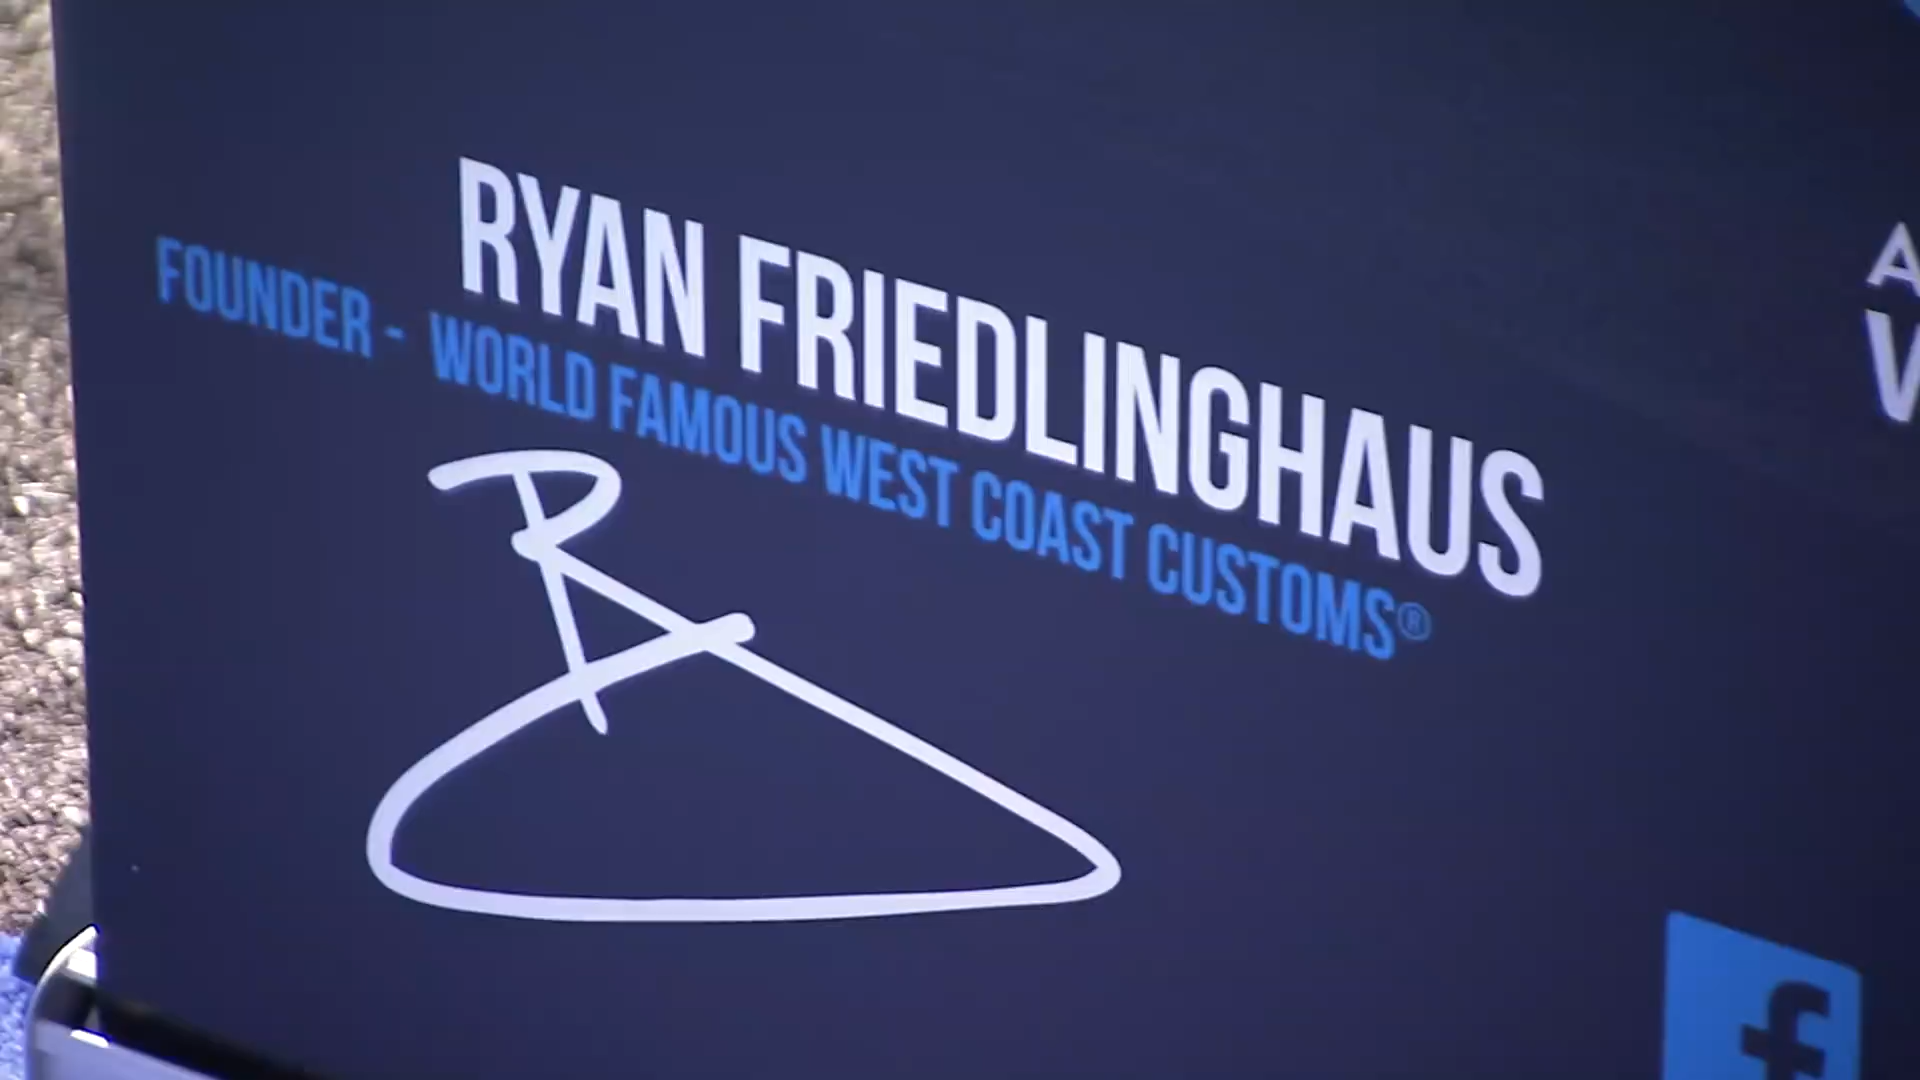 RYAN FRIEDLINGHAUS
FOUNDER - WORLD FAMOUS WEST COAST CUSTOMS®
f